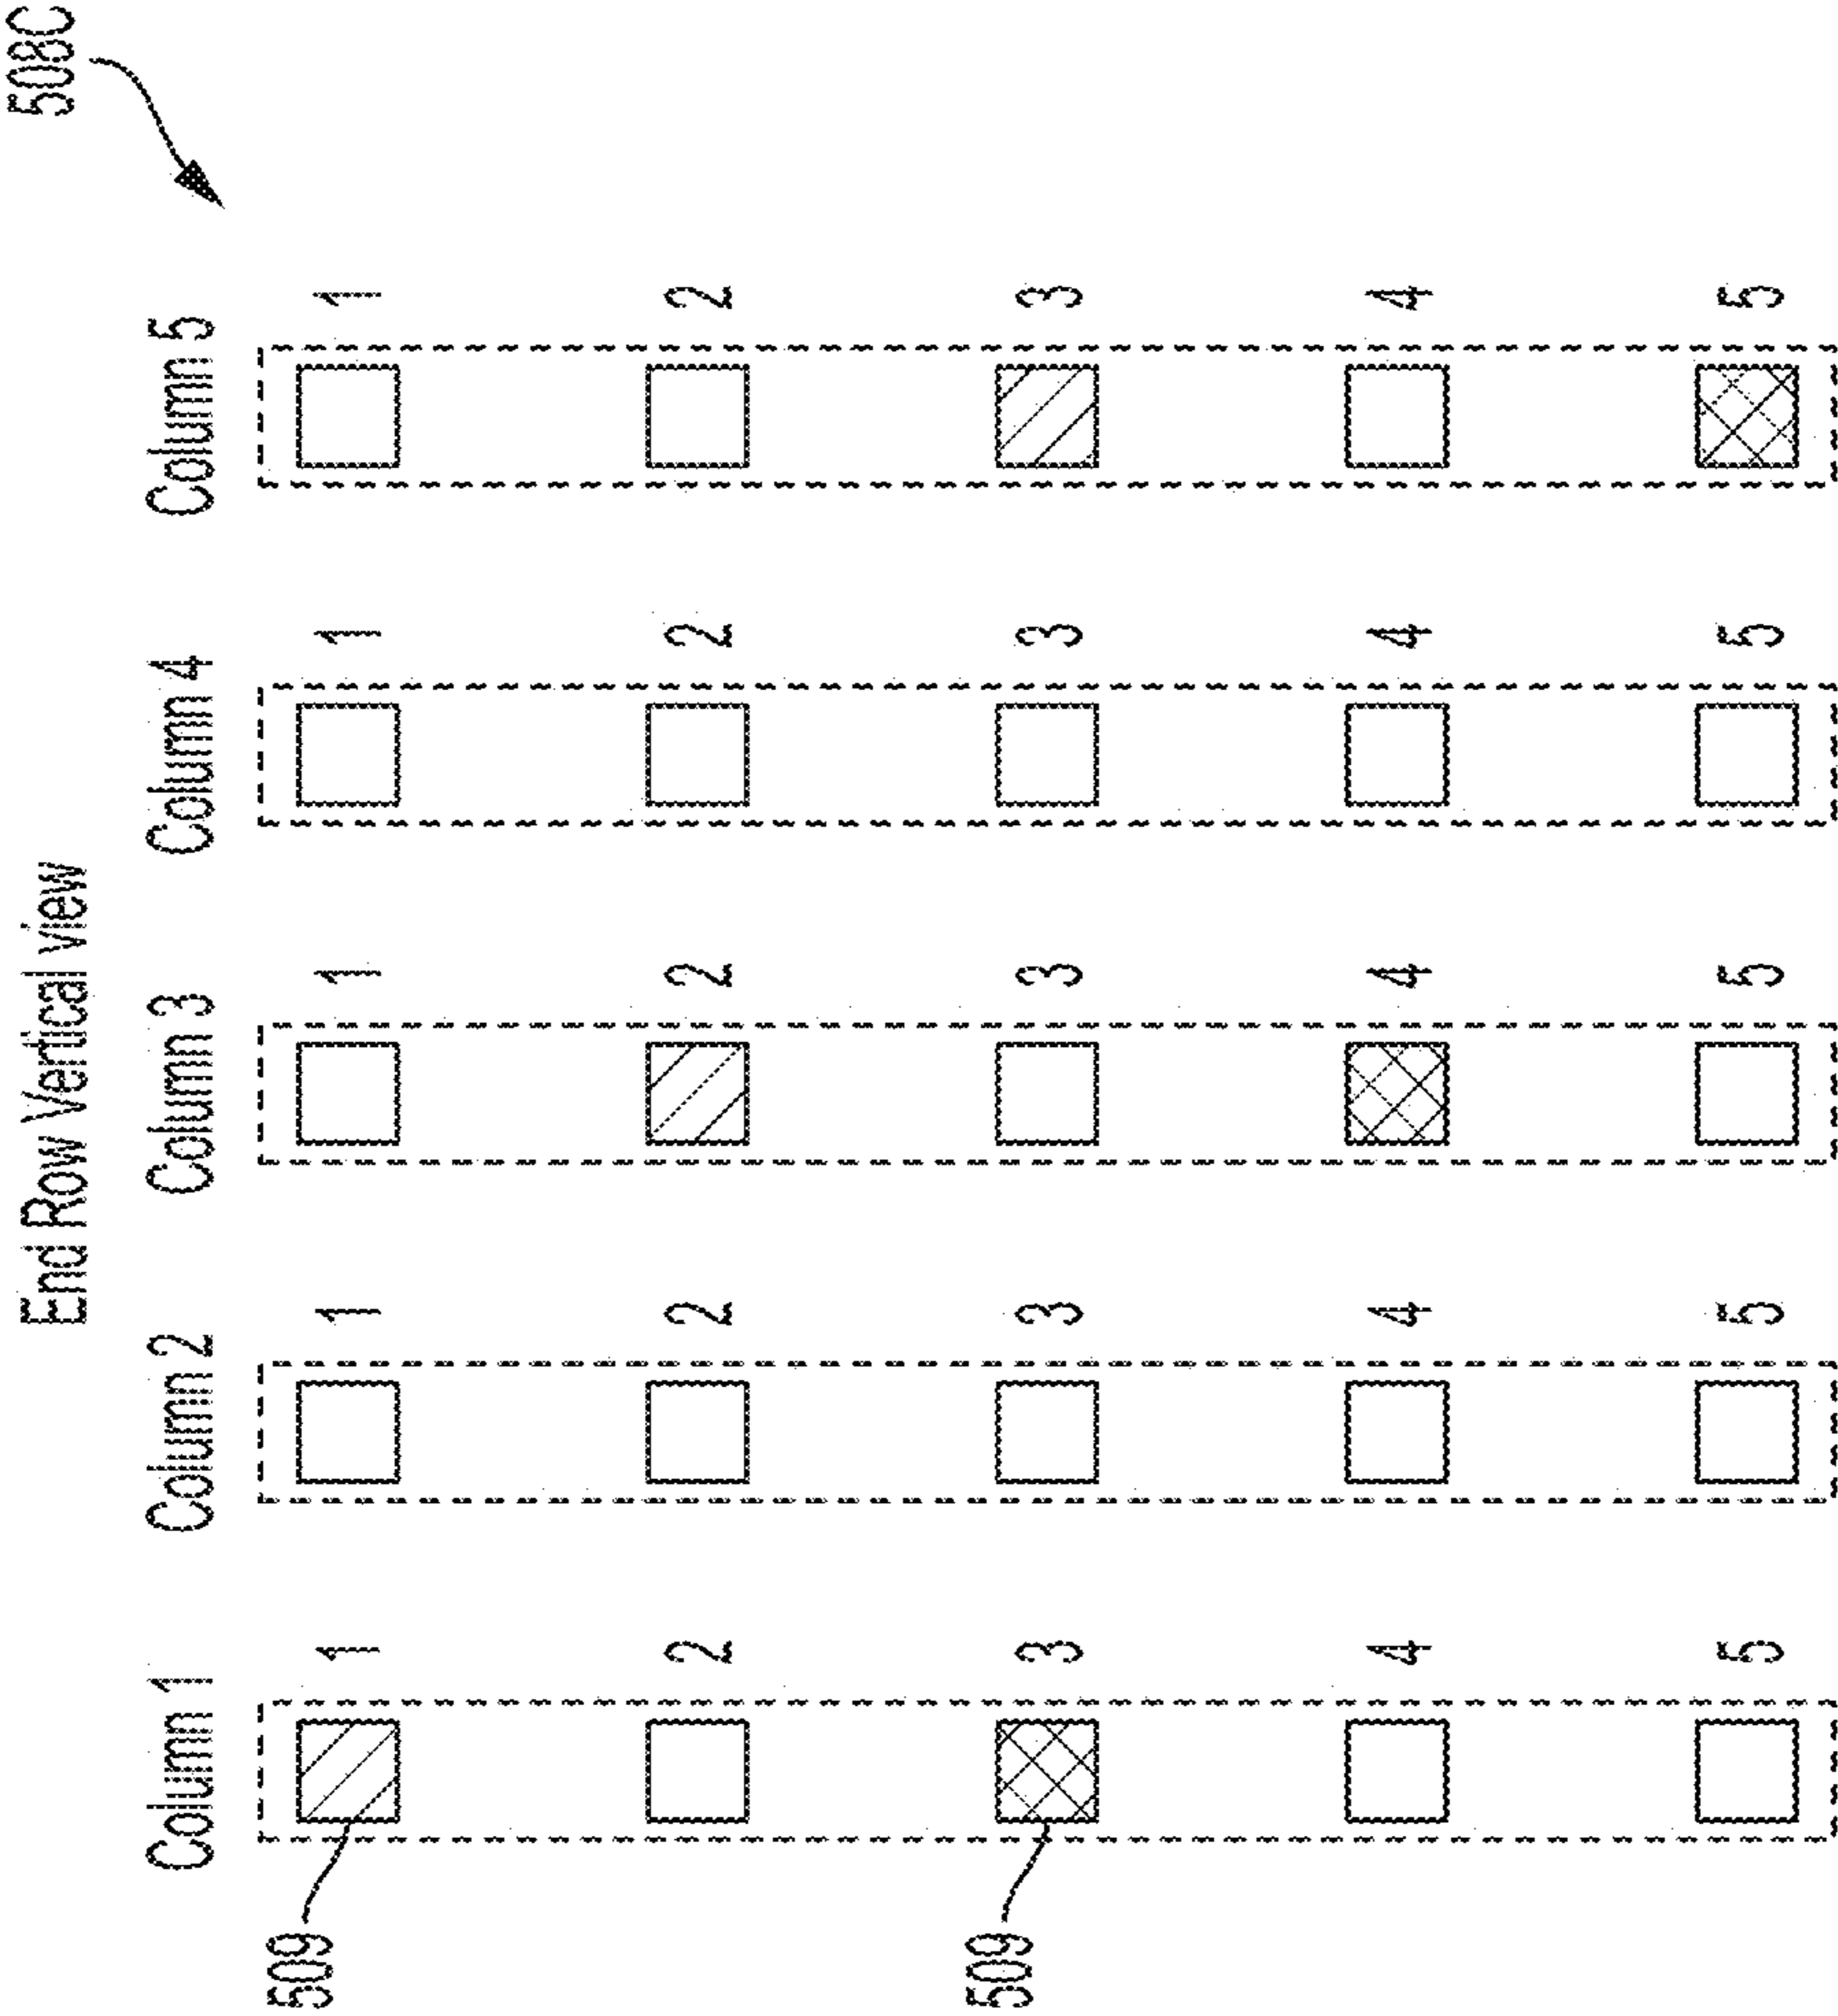 508C
End Row Vertical view
Column 1 Column 2 Column 3 Column 4 Column 5
509 1 1 1 1 1
2 2 2 2 2
509 3 3 3 3 3
4 4 4 4 4
5 5 5 5 5